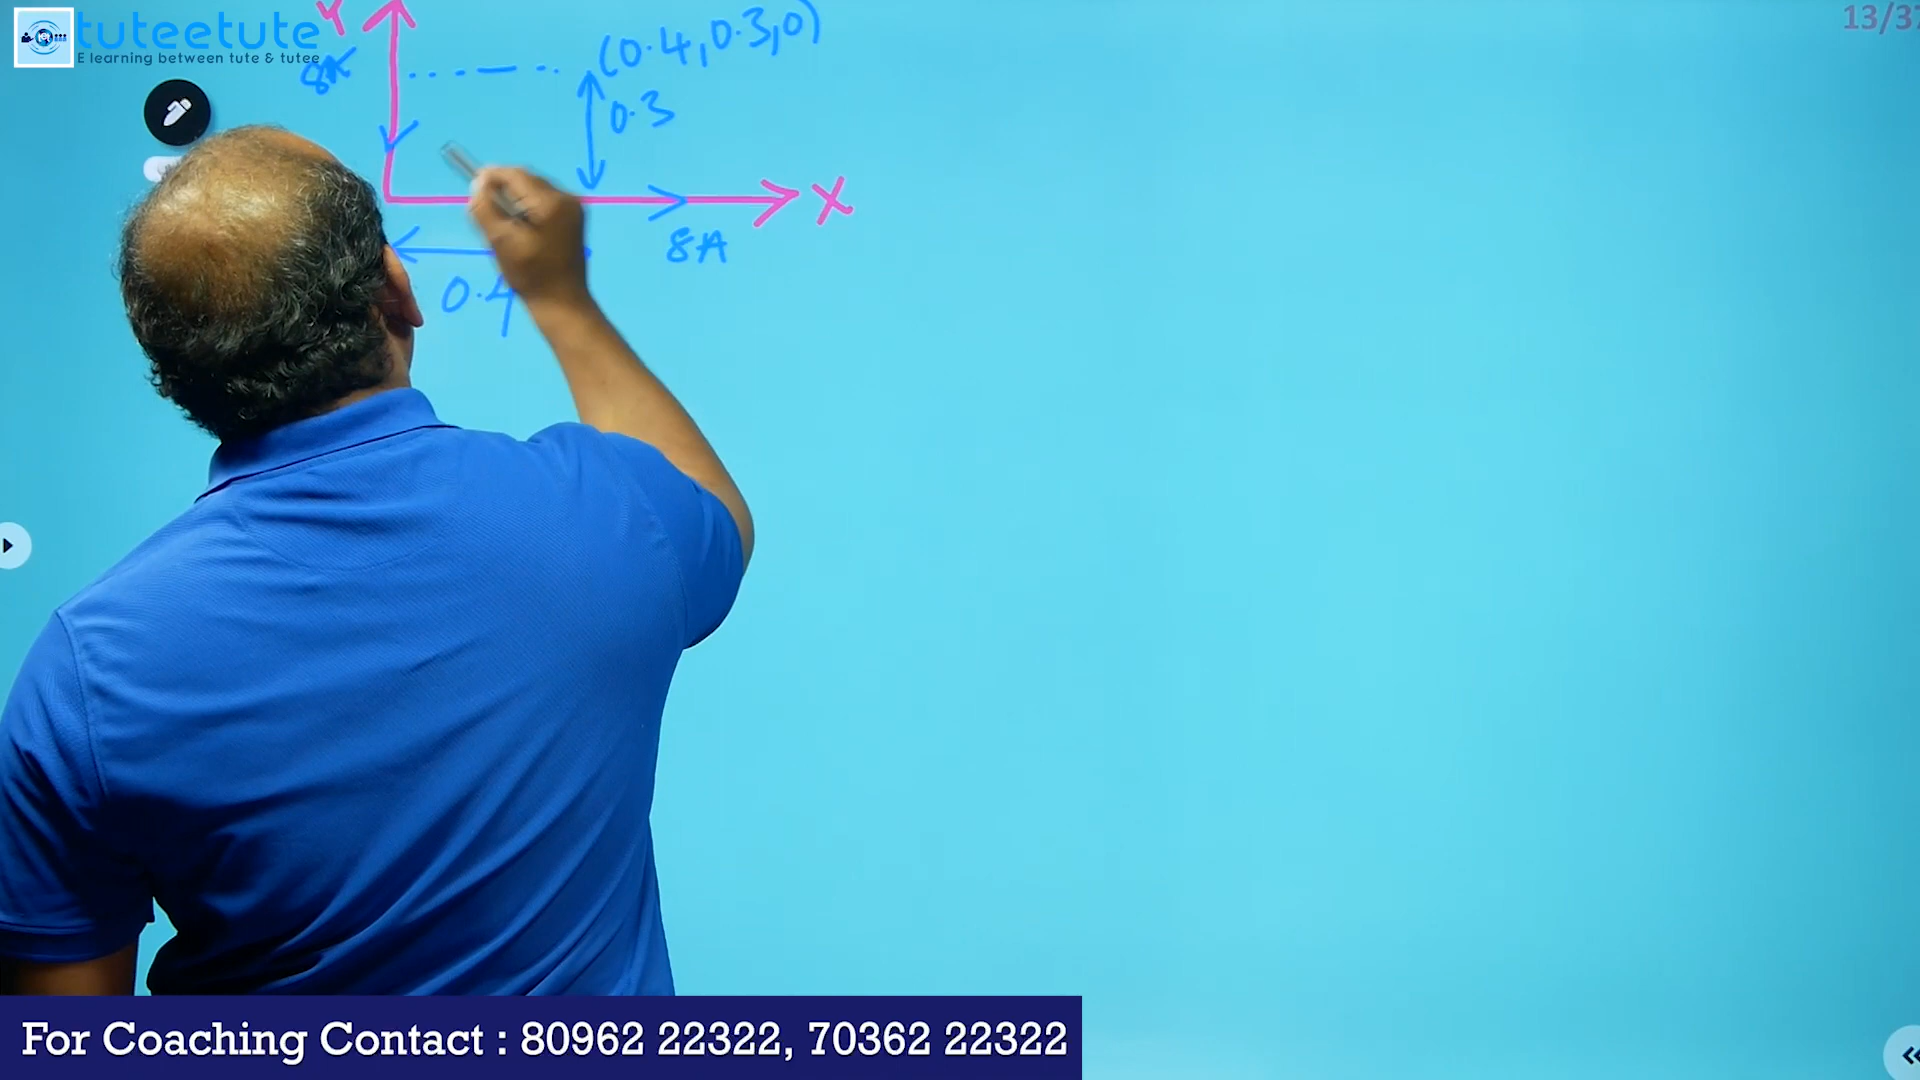 tuteetute
E learning between tute & tutee
13/37
Y
(0.4,0.3,0)
8A
0.3
X
8A
0.4
For Coaching Contact : 80962 22322, 70362 22322